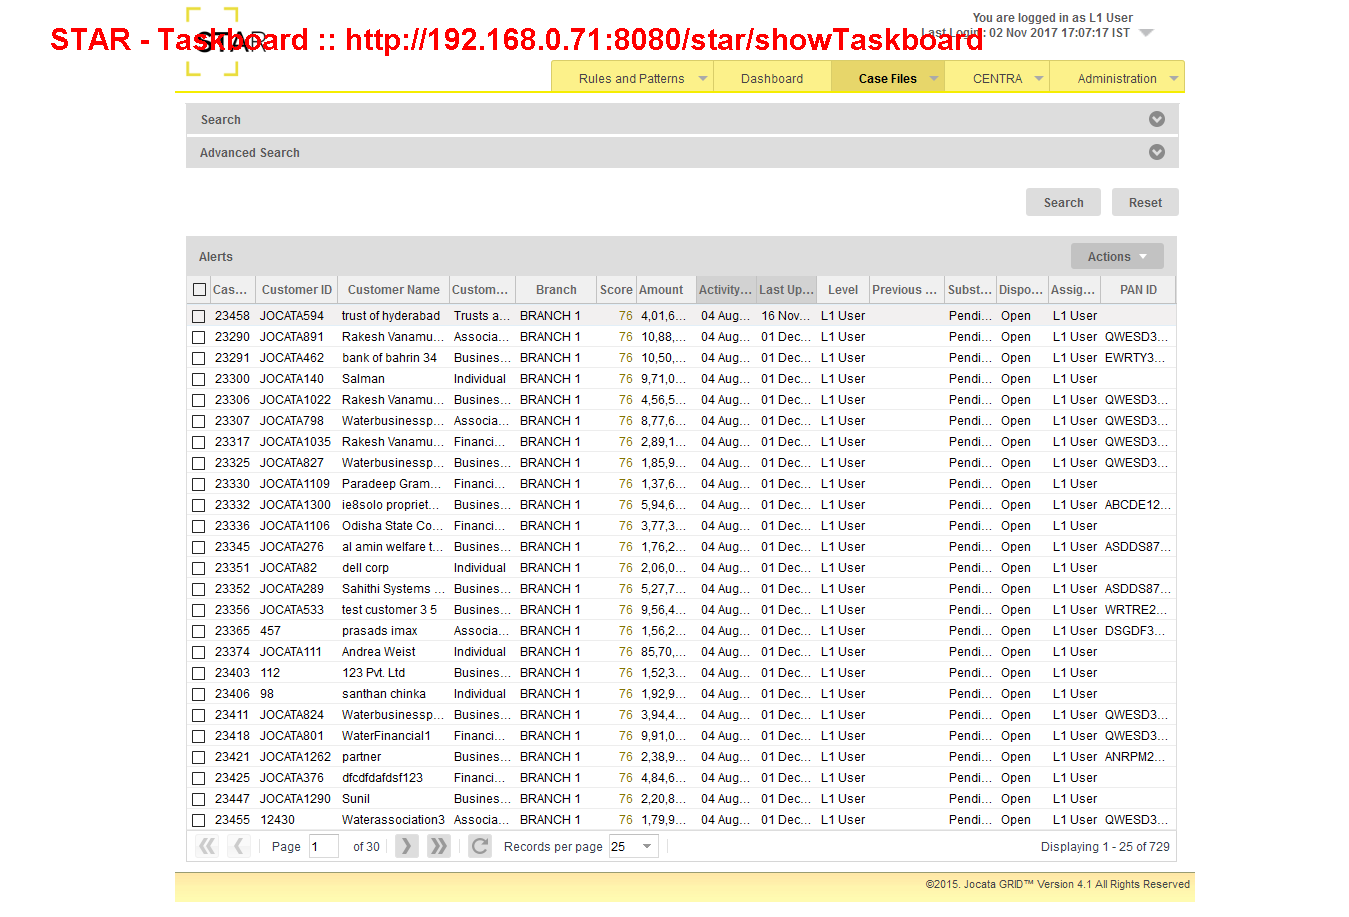 You are logged in as L1 User
STAR
STAR - Taskboard :: http://192.168.0.71:8080/star/showTaskboard
Last Login : 02 Nov 2017 17:07:17 IST
Rules and Patterns Dashboard Case Files CENTRA Administration
Search
Advanced Search
Search Reset
Alerts Actions
Cas... Customer ID Customer Name Custom... Branch Score Amount Activity... Last Up... Level Previous ... Subst... Dispo... Assig... PAN ID
23458 JOCATA594 trust of hyderabad Trusts a... BRANCH 1 76 4,01,6... 04 Aug... 16 Nov... L1 User Pendi... Open L1 User
23290 JOCATA891 Rakesh Vanamu... Associa... BRANCH 1 76 10,88,... 04 Aug... 01 Dec... L1 User Pendi... Open L1 User QWESD3...
23291 JOCATA462 bank of bahrin 34 Busines... BRANCH 1 76 10,50,... 04 Aug... 01 Dec... L1 User Pendi... Open L1 User EWRTY3...
23300 JOCATA140 Salman Individual BRANCH 1 76 9,71,0... 04 Aug... 01 Dec... L1 User Pendi... Open L1 User
23306 JOCATA1022 Rakesh Vanamu... Busines... BRANCH 1 76 4,56,5... 04 Aug... 01 Dec... L1 User Pendi... Open L1 User QWESD3...
23307 JOCATA798 Waterbusinessp... Associa... BRANCH 1 76 8,77,6... 04 Aug... 01 Dec... L1 User Pendi... Open L1 User QWESD3...
23317 JOCATA1035 Rakesh Vanamu... Financi... BRANCH 1 76 2,89,1... 04 Aug... 01 Dec... L1 User Pendi... Open L1 User QWESD3...
23325 JOCATA827 Waterbusinessp... Busines... BRANCH 1 76 1,85,9... 04 Aug... 01 Dec... L1 User Pendi... Open L1 User QWESD3...
23330 JOCATA1109 Paradeep Gram... Financi... BRANCH 1 76 1,37,6... 04 Aug... 01 Dec... L1 User Pendi... Open L1 User
23332 JOCATA1300 ie8solo propriet... Busines... BRANCH 1 76 5,94,6... 04 Aug... 01 Dec... L1 User Pendi... Open L1 User ABCDE12...
23336 JOCATA1106 Odisha State Co... Financi... BRANCH 1 76 3,77,3... 04 Aug... 01 Dec... L1 User Pendi... Open L1 User
23345 JOCATA276 al amin welfare t... Busines... BRANCH 1 76 1,76,2... 04 Aug... 01 Dec... L1 User Pendi... Open L1 User ASDDS87...
23351 JOCATA82 dell corp Individual BRANCH 1 76 2,06,0... 04 Aug... 01 Dec... L1 User Pendi... Open L1 User
23352 JOCATA289 Sahithi Systems ... Busines... BRANCH 1 76 5,27,7... 04 Aug... 01 Dec... L1 User Pendi... Open L1 User ASDDS87...
23356 JOCATA533 test customer 3 5 Busines... BRANCH 1 76 9,56,4... 04 Aug... 01 Dec... L1 User Pendi... Open L1 User WRTRE2...
23365 457 prasads imax Associa... BRANCH 1 76 1,56,2... 04 Aug... 01 Dec... L1 User Pendi... Open L1 User DSGDF3...
23374 JOCATA111 Andrea Weist Individual BRANCH 1 76 85,70,... 04 Aug... 01 Dec... L1 User Pendi... Open L1 User
23403 112 123 Pvt. Ltd Busines... BRANCH 1 76 1,52,3... 04 Aug... 01 Dec... L1 User Pendi... Open L1 User
23406 98 santhan chinka Individual BRANCH 1 76 1,92,9... 04 Aug... 01 Dec... L1 User Pendi... Open L1 User
23411 JOCATA824 Waterbusinessp... Busines... BRANCH 1 76 3,94,4... 04 Aug... 01 Dec... L1 User Pendi... Open L1 User QWESD3...
23418 JOCATA801 WaterFinancial1 Financi... BRANCH 1 76 9,91,0... 04 Aug... 01 Dec... L1 User Pendi... Open L1 User QWESD3...
23421 JOCATA1262 partner Busines... BRANCH 1 76 2,38,9... 04 Aug... 01 Dec... L1 User Pendi... Open L1 User ANRPM2...
23425 JOCATA376 dfcdfdafdsf123 Financi... BRANCH 1 76 4,84,6... 04 Aug... 01 Dec... L1 User Pendi... Open L1 User
23447 JOCATA1290 Sunil Busines... BRANCH 1 76 2,20,8... 04 Aug... 01 Dec... L1 User Pendi... Open L1 User
23455 12430 Waterassociation3 Associa... BRANCH 1 76 1,79,9... 04 Aug... 01 Dec... L1 User Pendi... Open L1 User QWESD3...
Page 1 of 30 Records per page 25 Displaying 1 - 25 of 729
©2015. Jocata GRID™ Version 4.1 All Rights Reserved